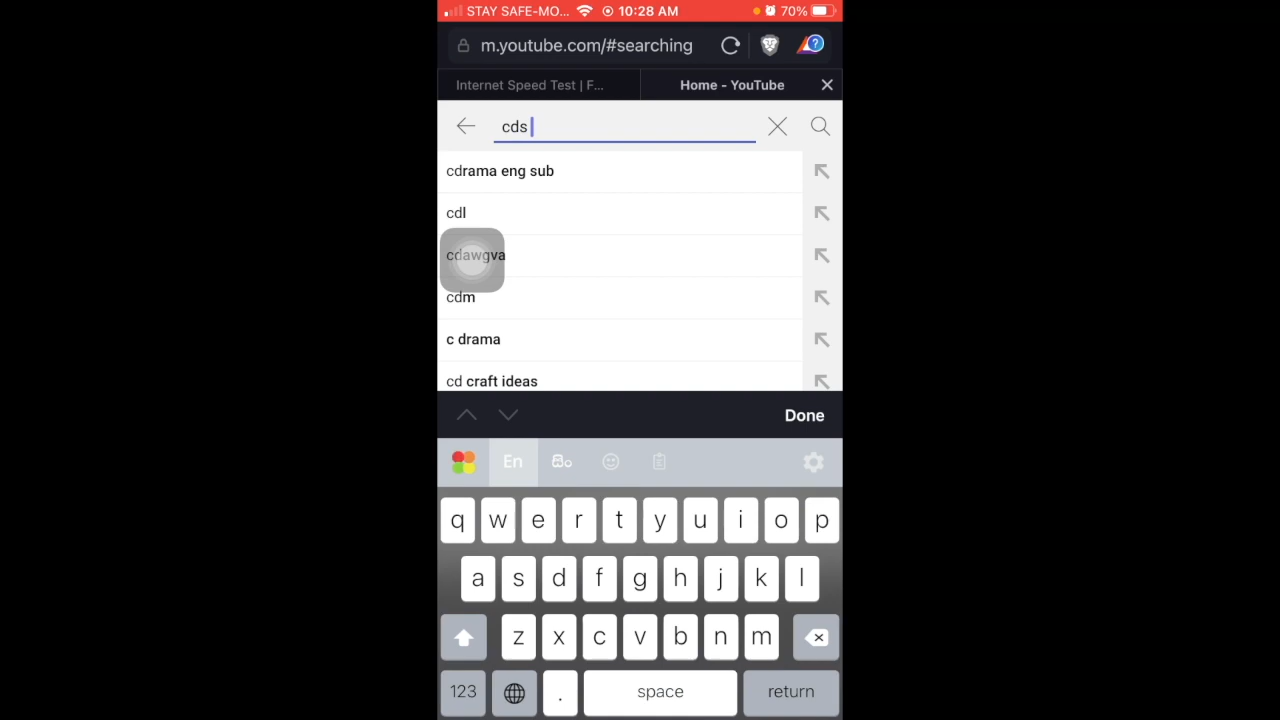 STAY SAFE-MO... 10:28 AM 70%
m.youtube.com/#searching
Internet Speed Test | F... Home - YouTube
cds
cdrama eng sub
cdl
cdawgva
cdm
c drama
cd craft ideas
Done
En
q w e r t y u i o p
a s d f g h j k l
z x c v b n m
123 . space return